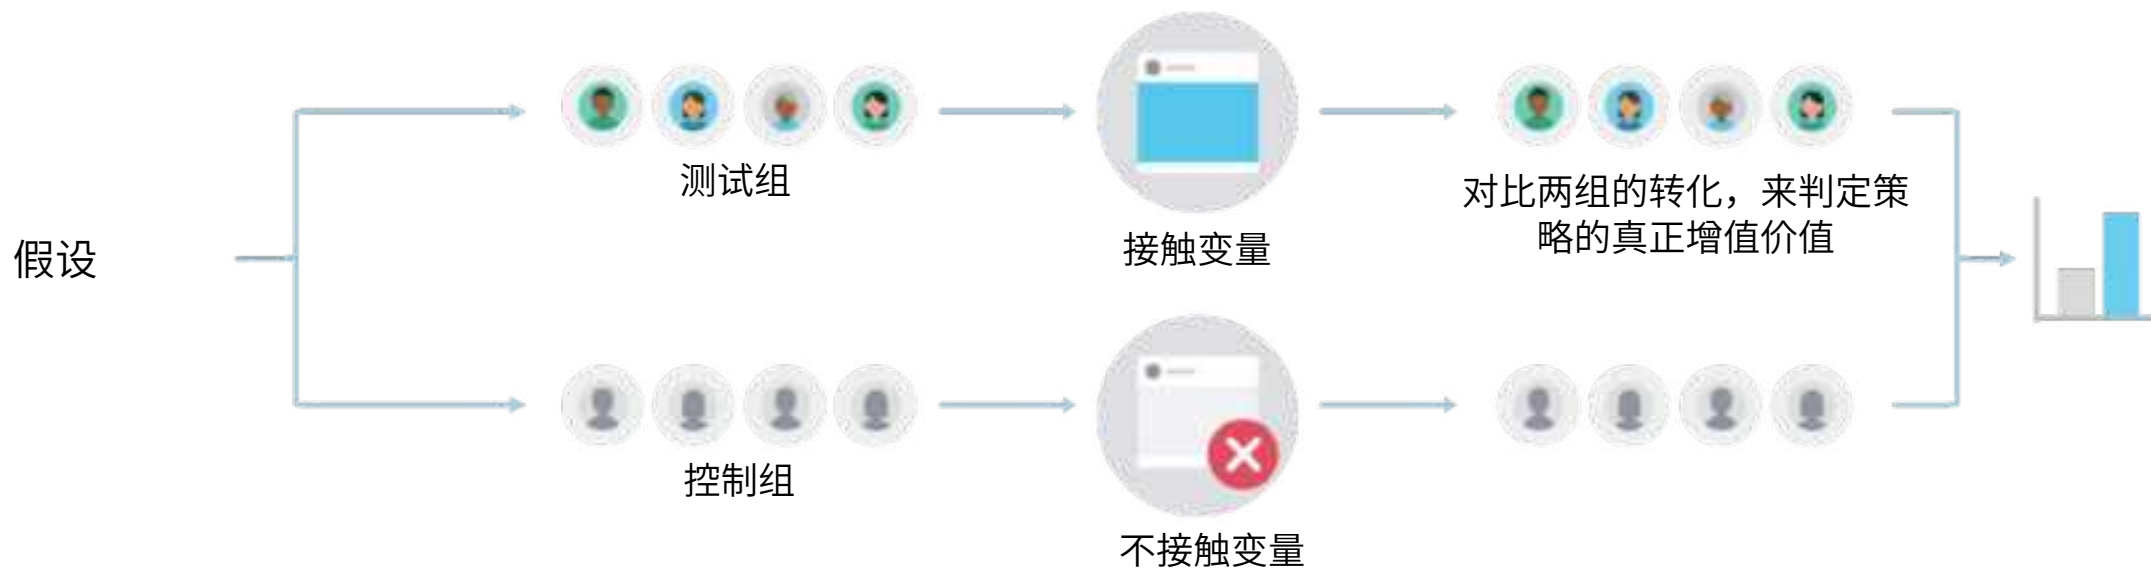 假设
测试组
接触变量
对比两组的转化，来判定策
略的真正增值价值
控制组
不接触变量